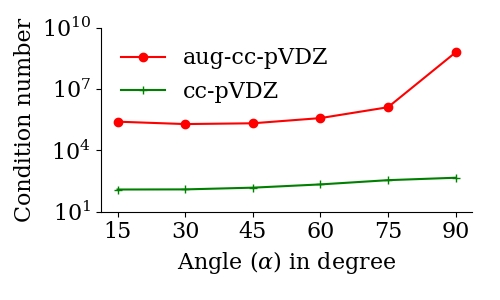 Condition number
10^10
10^7
10^4
10^1
aug-cc-pVDZ
cc-pVDZ
15 30 45 60 75 90
Angle (α) in degree